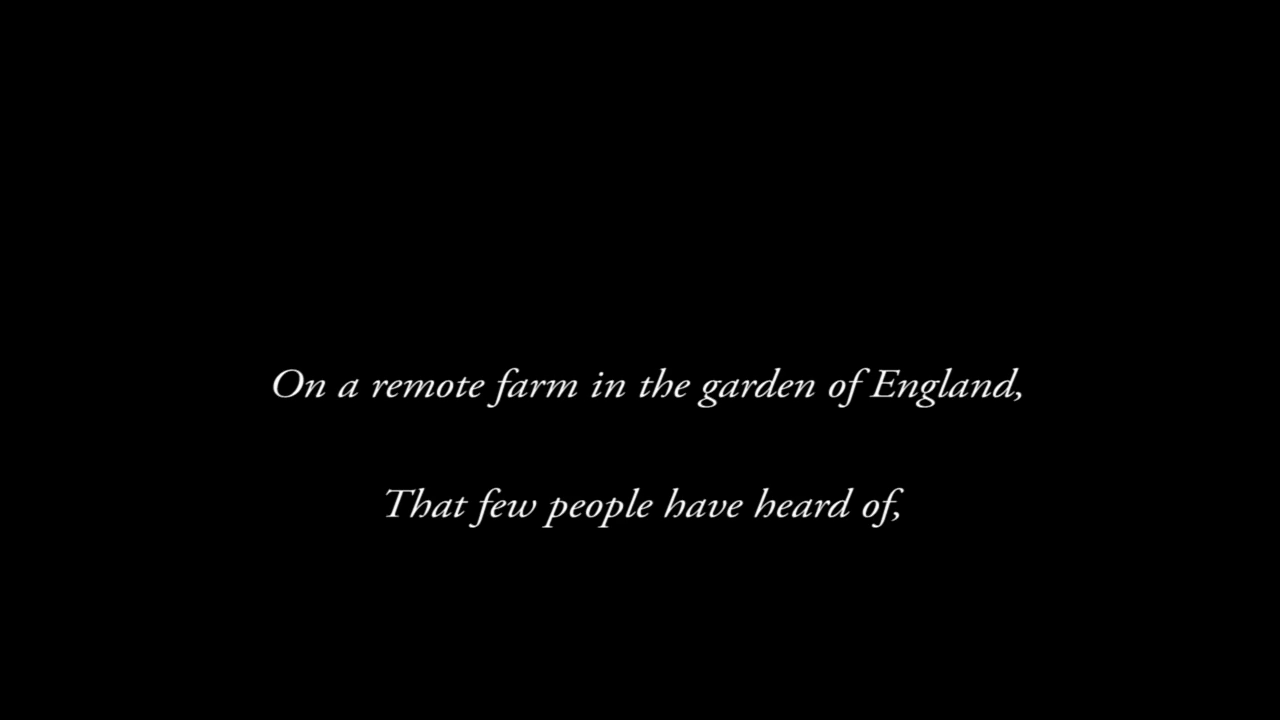 On a remote farm in the garden of England,
That few people have heard of,